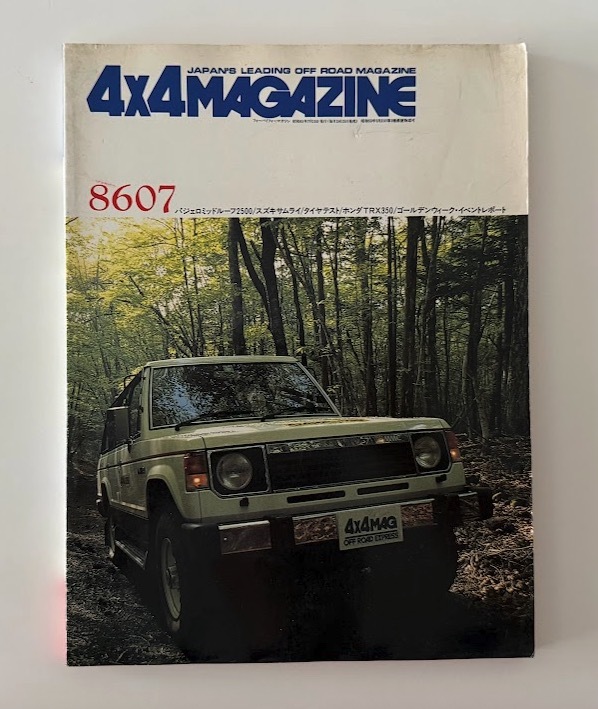 JAPAN'S LEADING OFF ROAD MAGAZINE
4x4MAGAZINE
8607
パジェロミッドルーフ2500/スズキサムライ/タイヤテスト/ホンダTRX350/ゴールデンウィーク・イベントレポート
4x4MAG
OFF ROAD EXPRESS